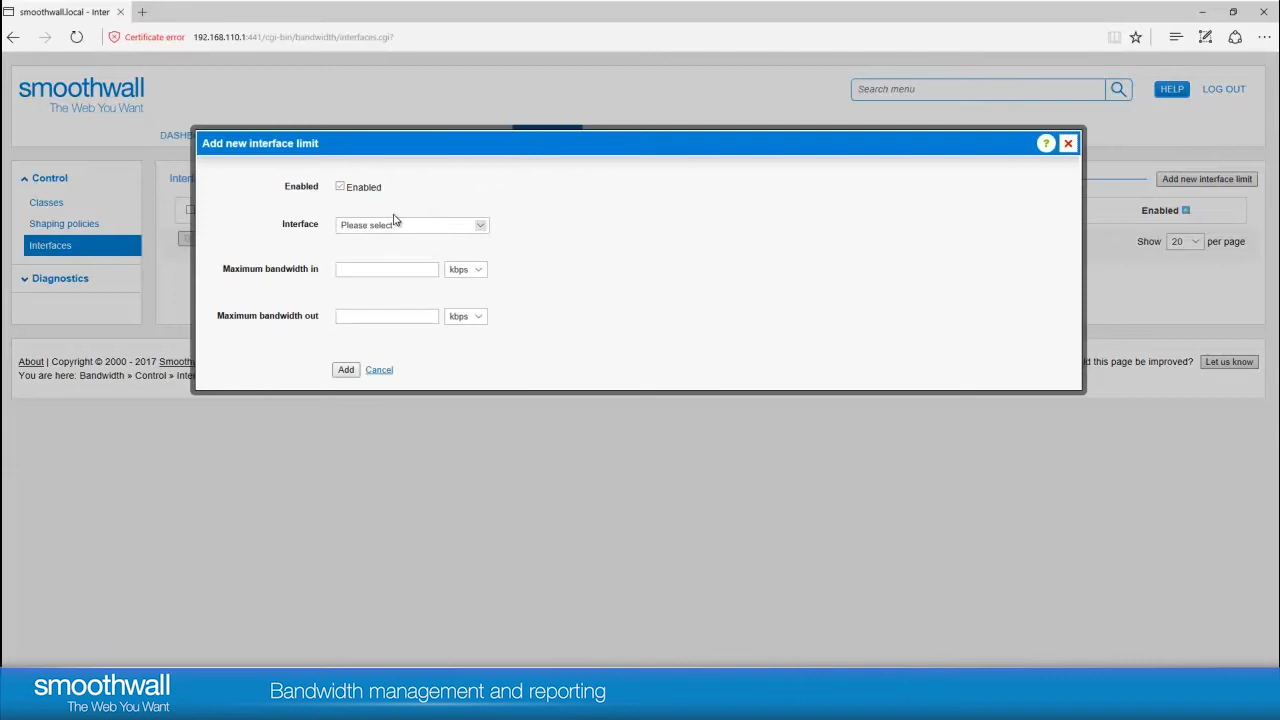 smoothwall.local - Inter
Certificate error 192.168.110.1:441/cgi-bin/bandwidth/interfaces.cgi?
smoothwall
The Web You Want
Search menu
HELP
LOG OUT
DASHB
Add new interface limit
?
Control
Classes
Shaping policies
Interfaces
Diagnostics
Inter
Add new interface limit
Enabled
Show 20 per page
Enabled Enabled
Interface Please select
Maximum bandwidth in kbps
Maximum bandwidth out kbps
Add Cancel
About | Copyright © 2000 - 2017 Smooth
this page be improved? Let us know
You are here: Bandwidth » Control » Inter
smoothwall
The Web You Want
Bandwidth management and reporting